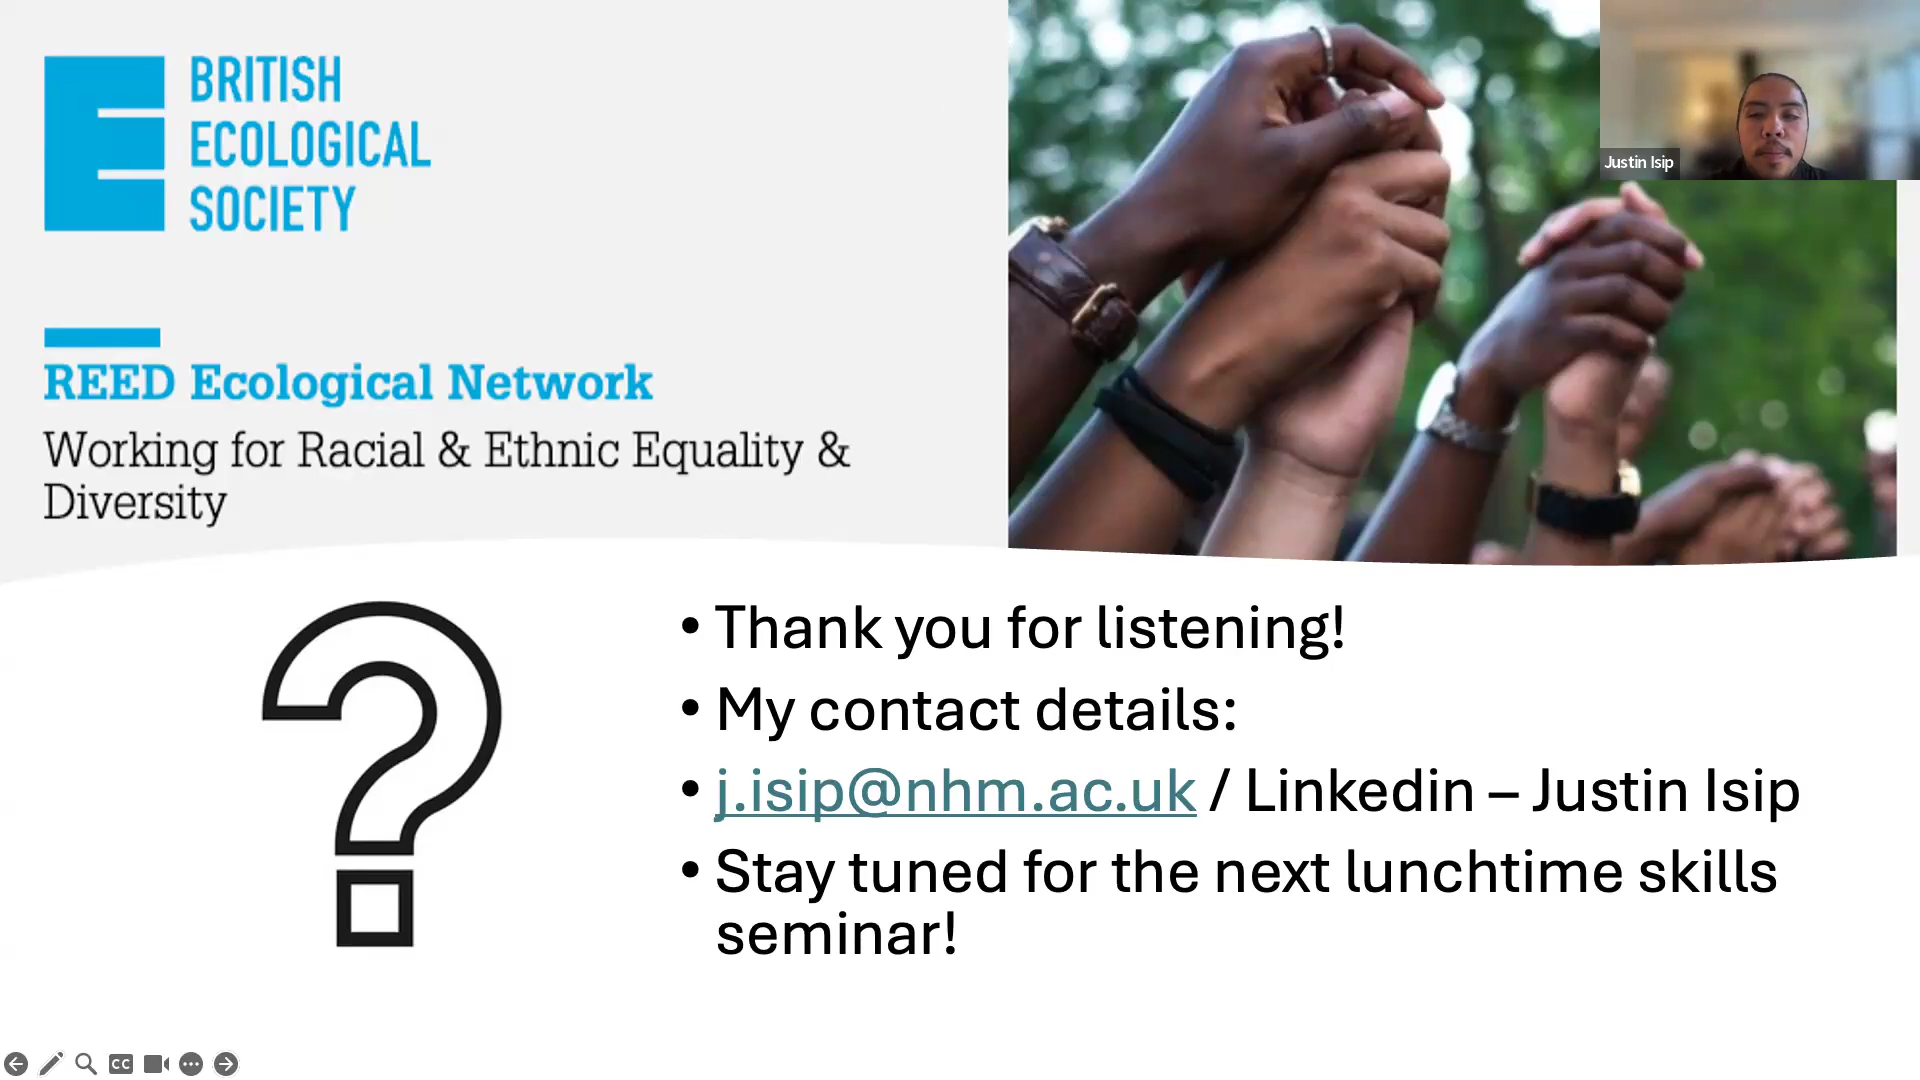 BRITISH
ECOLOGICAL
SOCIETY
Justin Isip
REED Ecological Network
Working for Racial & Ethnic Equality &
Diversity
?
• Thank you for listening!
• My contact details:
• j.isip@nhm.ac.uk / Linkedin – Justin Isip
• Stay tuned for the next lunchtime skills
seminar!
CC